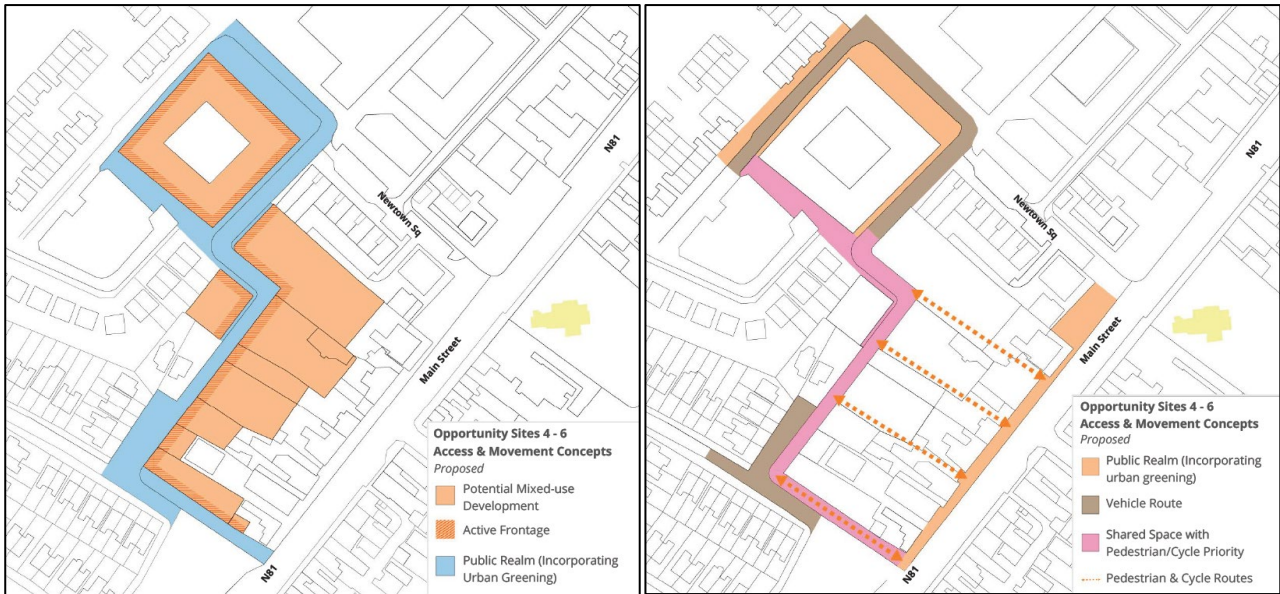 N81
Newtown Sq
Main Street
N81
Opportunity Sites 4 - 6
Access & Movement Concepts
Proposed
Potential Mixed-use
Development
Active Frontage
Public Realm (Incorporating
Urban Greening)
N81
Newtown Sq
Main Street
N81
Opportunity Sites 4 - 6
Access & Movement Concepts
Proposed
Public Realm (Incorporating
urban greening)
Vehicle Route
Shared Space with
Pedestrian/Cycle Priority
Pedestrian & Cycle Routes